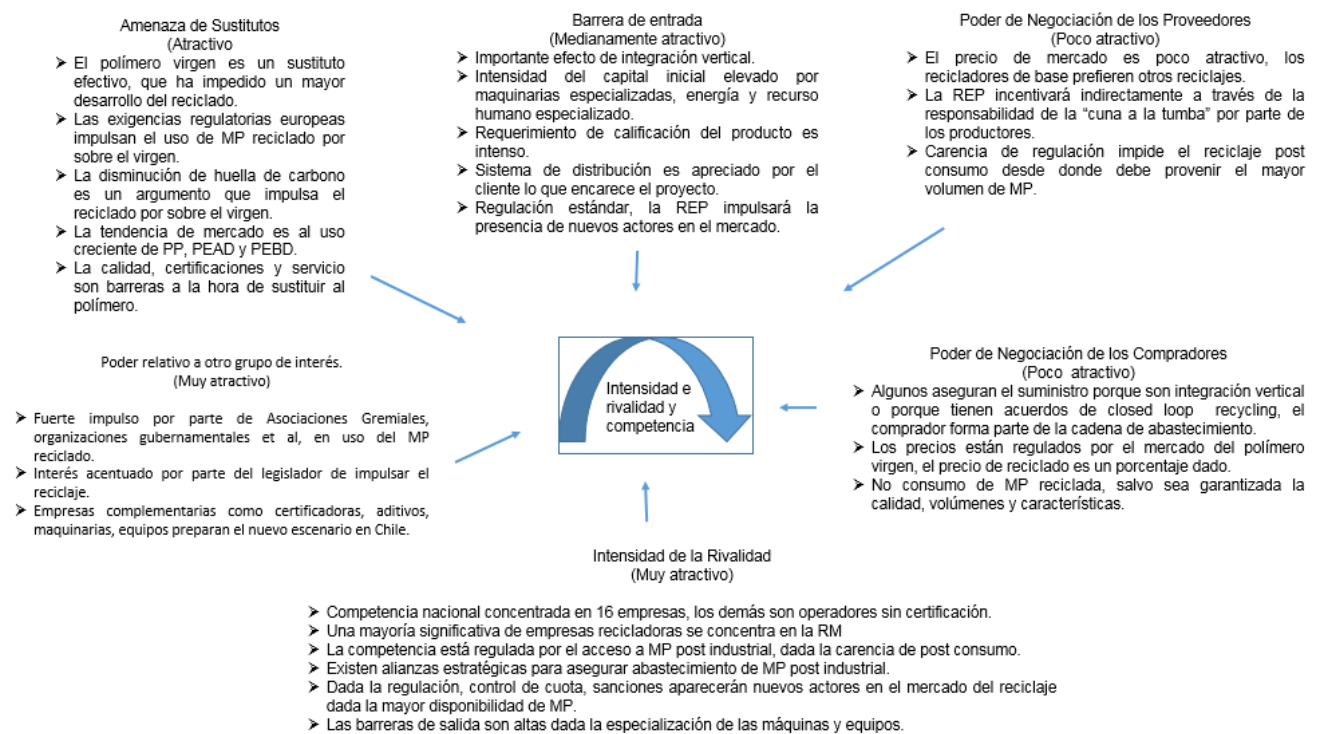 Amenaza de Sustitutos
(Atractivo
➢ El polímero virgen es un sustituto
efectivo, que ha impedido un mayor
desarrollo del reciclado.
➢ Las exigencias regulatorias europeas
impulsan el uso de MP reciclado por
sobre el virgen.
➢ La disminución de huella de carbono
es un argumento que impulsa el
reciclado por sobre el virgen.
➢ La tendencia de mercado es al uso
creciente de PP, PEAD y PEBD.
➢ La calidad, certificaciones y servicio
son barreras a la hora de sustituir al
polímero.
Barrera de entrada
(Medianamente atractivo)
➢ Importante efecto de integración vertical.
➢ Intensidad del capital inicial elevado por
maquinarias especializadas, energía y recurso
humano especializado.
➢ Requerimiento de calificación del producto es
intenso.
➢ Sistema de distribución es apreciado por el
cliente lo que encarece el proyecto.
➢ Regulación estándar, la REP impulsará la
presencia de nuevos actores en el mercado.
Poder de Negociación de los Proveedores
(Poco atractivo)
➢ El precio de mercado es poco atractivo, los
recicladores de base prefieren otros reciclajes.
➢ La REP incentivará indirectamente a través de la
responsabilidad de la “cuna a la tumba” por parte de
los productores.
➢ Carencia de regulación impide el reciclaje post
consumo desde donde debe provenir el mayor
volumen de MP.
Poder relativo a otro grupo de interés.
(Muy atractivo)
➢ Fuerte impulso por parte de Asociaciones Gremiales,
organizaciones gubernamentales et al, en uso del MP
reciclado.
➢ Interés acentuado por parte del legislador de impulsar el
reciclaje.
➢ Empresas complementarias como certificadoras, aditivos,
maquinarias, equipos preparan el nuevo escenario en Chile.
Intensidad e
rivalidad y
competencia
Poder de Negociación de los Compradores
(Poco atractivo)
➢ Algunos aseguran el suministro porque son integración vertical
o porque tienen acuerdos de closed loop recycling, el
comprador forma parte de la cadena de abastecimiento.
➢ Los precios están regulados por el mercado del polímero
virgen, el precio de reciclado es un porcentaje dado.
➢ No consumo de MP reciclada, salvo sea garantizada la
calidad, volúmenes y características.
Intensidad de la Rivalidad
(Muy atractivo)
➢ Competencia nacional concentrada en 16 empresas, los demás son operadores sin certificación.
➢ Una mayoría significativa de empresas recicladoras se concentra en la RM
➢ La competencia está regulada por el acceso a MP post industrial, dada la carencia de post consumo.
➢ Existen alianzas estratégicas para asegurar abastecimiento de MP post industrial.
➢ Dada la regulación, control de cuota, sanciones aparecerán nuevos actores en el mercado del reciclaje
dada la mayor disponibilidad de MP.
➢ Las barreras de salida son altas dada la especialización de las máquinas y equipos.